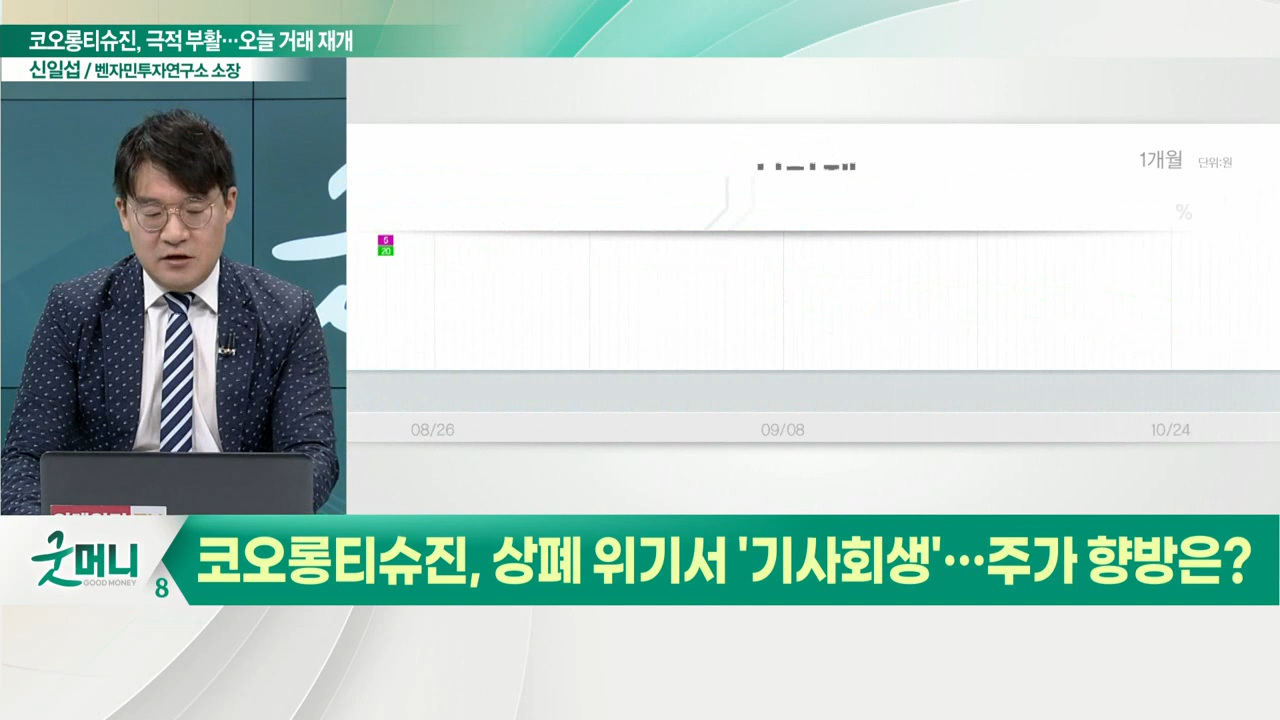 코오롱티슈진, 극적 부활…오늘 거래 재개
신일섭 / 벤자민투자연구소 소장
1개월 단위:원
%
5
20
08/26 09/08 10/24
굿머니
GOOD MONEY
8
코오롱티슈진, 상폐 위기서 '기사회생'…주가 향방은?